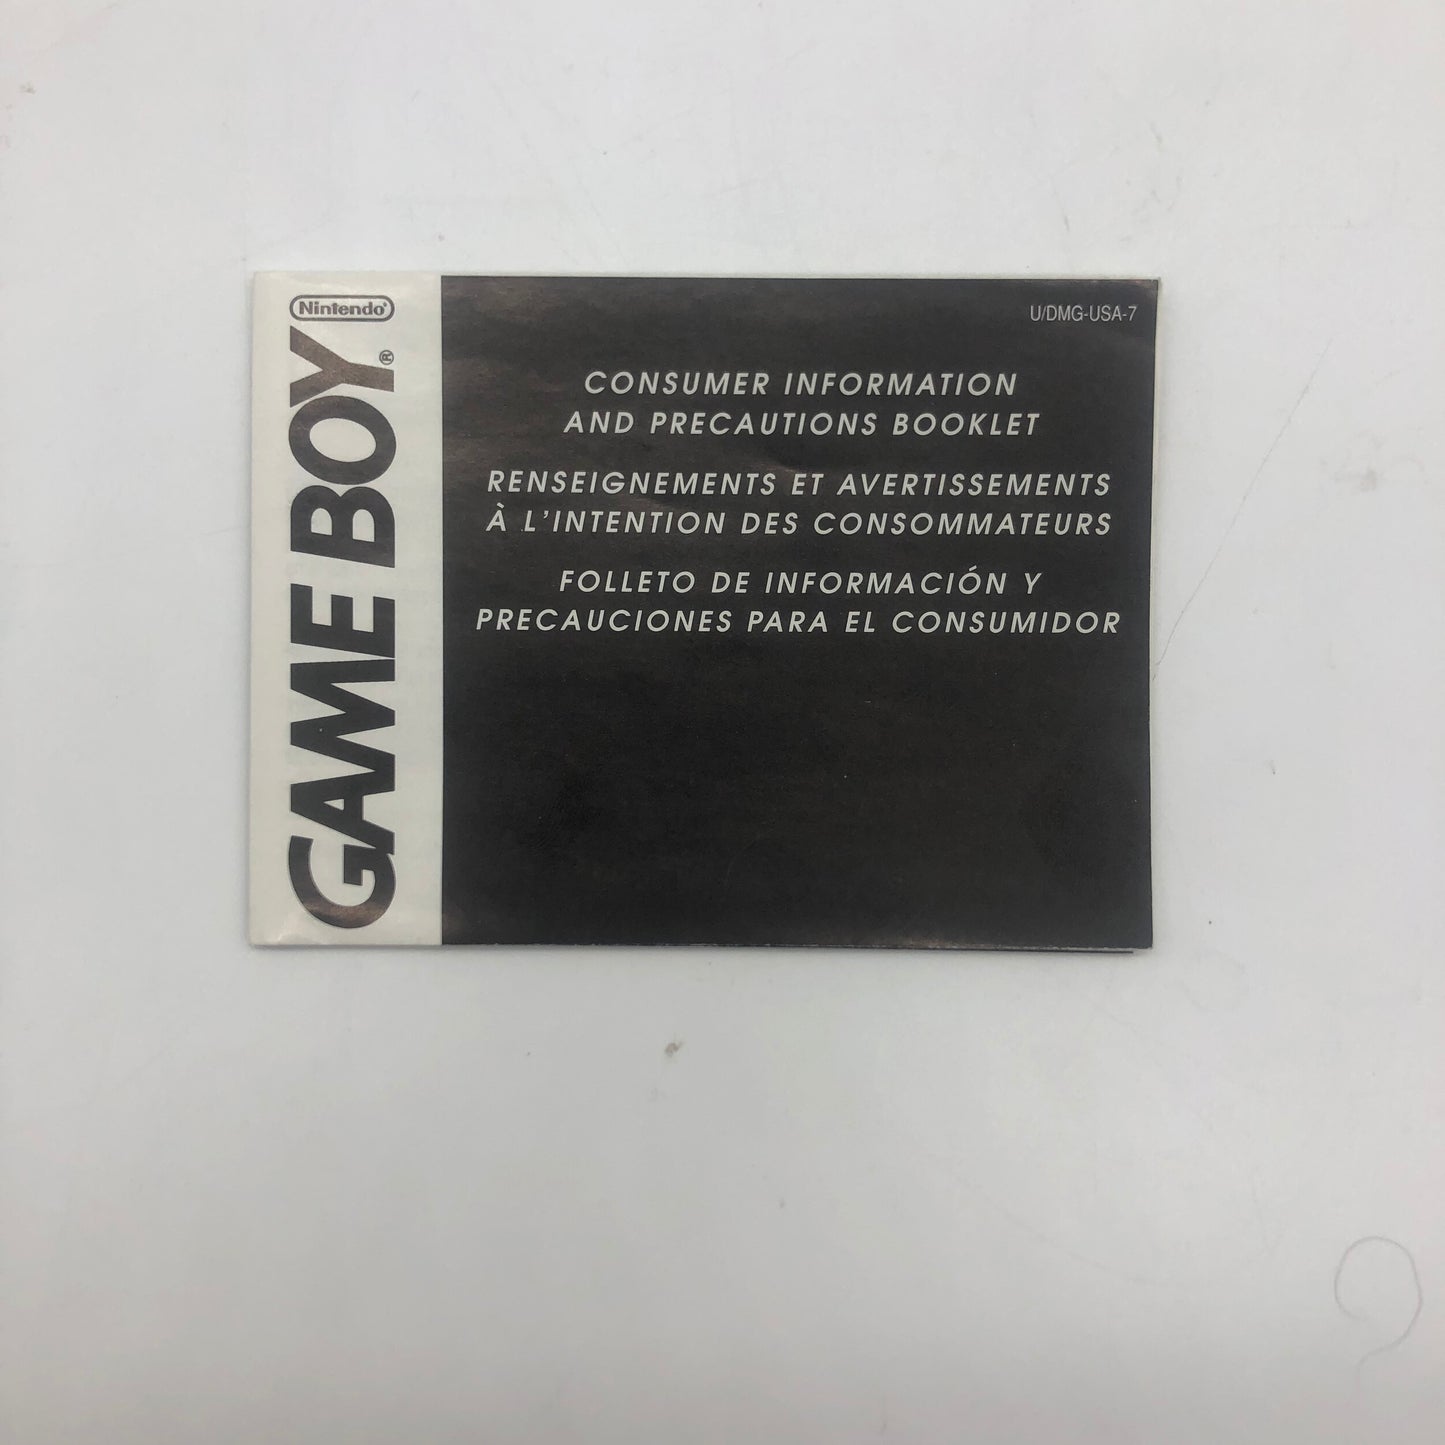 Nintendo®
GAME BOY®
U/DMG-USA-7
CONSUMER INFORMATION
AND PRECAUTIONS BOOKLET
RENSEIGNEMENTS ET AVERTISSEMENTS
À L'INTENTION DES CONSOMMATEURS
FOLLETO DE INFORMACIÓN Y
PRECAUCIONES PARA EL CONSUMIDOR